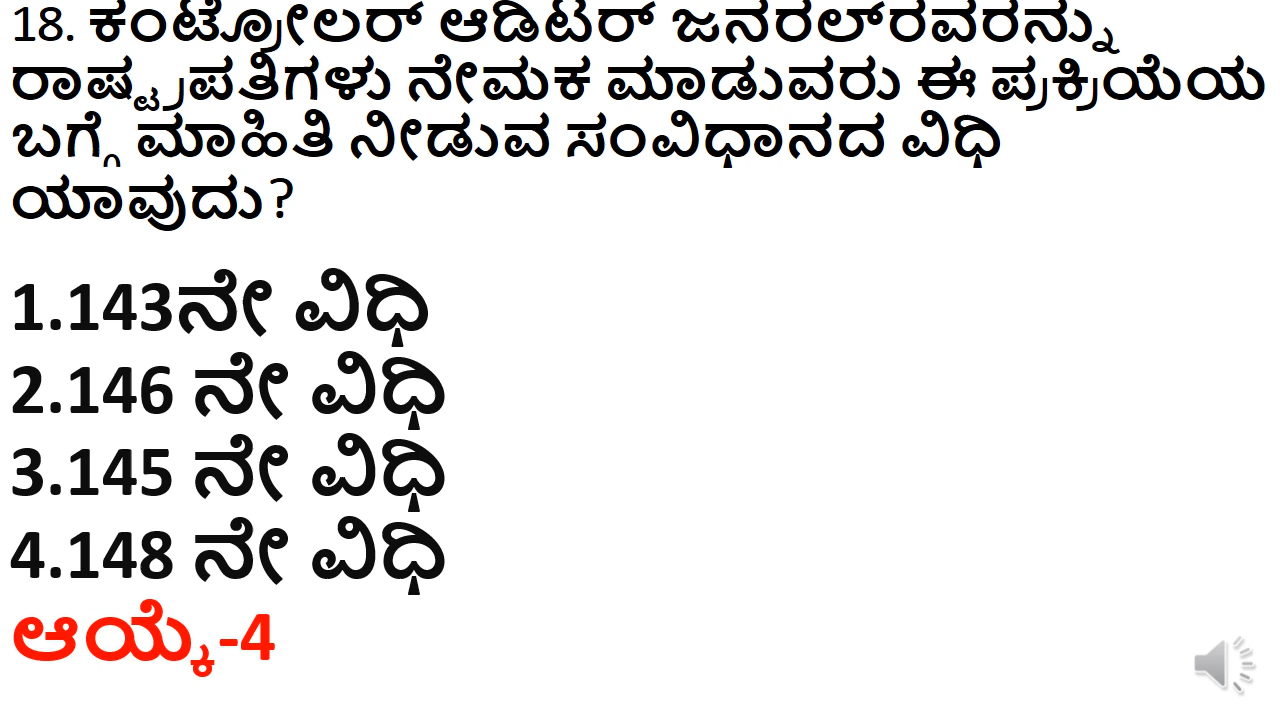 18. ಕಂಟ್ರೋಲರ್ ಆಡಿಟರ್ ಜನರಲ್‌ರವರನ್ನು
ರಾಷ್ಟ್ರಪತಿಗಳು ನೇಮಕ ಮಾಡುವರು ಈ ಪ್ರಕ್ರಿಯೆಯ
ಬಗ್ಗೆ ಮಾಹಿತಿ ನೀಡುವ ಸಂವಿಧಾನದ ವಿಧಿ
ಯಾವುದು?
1.143ನೇ ವಿಧಿ
2.146 ನೇ ವಿಧಿ
3.145 ನೇ ವಿಧಿ
4.148 ನೇ ವಿಧಿ
ಆಯ್ಕೆ-4